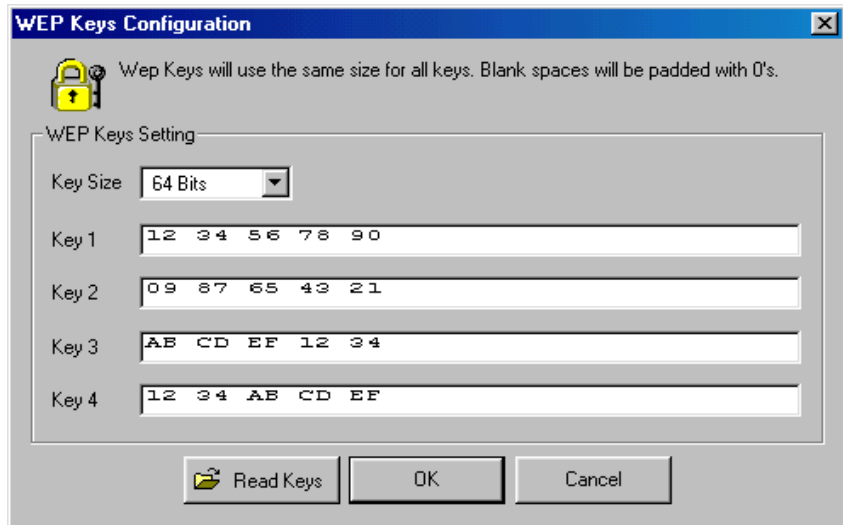 WEP Keys Configuration
Wep Keys will use the same size for all keys. Blank spaces will be padded with 0's.
WEP Keys Setting
Key Size 64 Bits
Key 1 12 34 56 78 90
Key 2 09 87 65 43 21
Key 3 AB CD EF 12 34
Key 4 12 34 AB CD EF
Read Keys OK Cancel